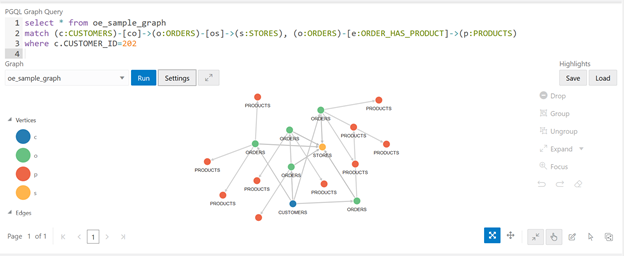 PGQL Graph Query
1 select * from oe_sample_graph
2 match (c:CUSTOMERS)-[co]->(o:ORDERS)-[os]->(s:STORES), (o:ORDERS)-[e:ORDER_HAS_PRODUCT]->(p:PRODUCTS)
3 where c.CUSTOMER_ID=202
4
Graph
Highlights
oe_sample_graph Run Settings Save Load
Vertices
c
o
p
s
Edges
PRODUCTS
PRODUCTS
ORDERS
ORDERS
PRODUCTS
ORDERS
STORES
PRODUCTS
PRODUCTS
ORDERS
PRODUCTS
PRODUCTS
PRODUCTS
PRODUCTS
CUSTOMERS
ORDERS
Drop
Group
Ungroup
Expand
Focus
Page 1 of 1 1